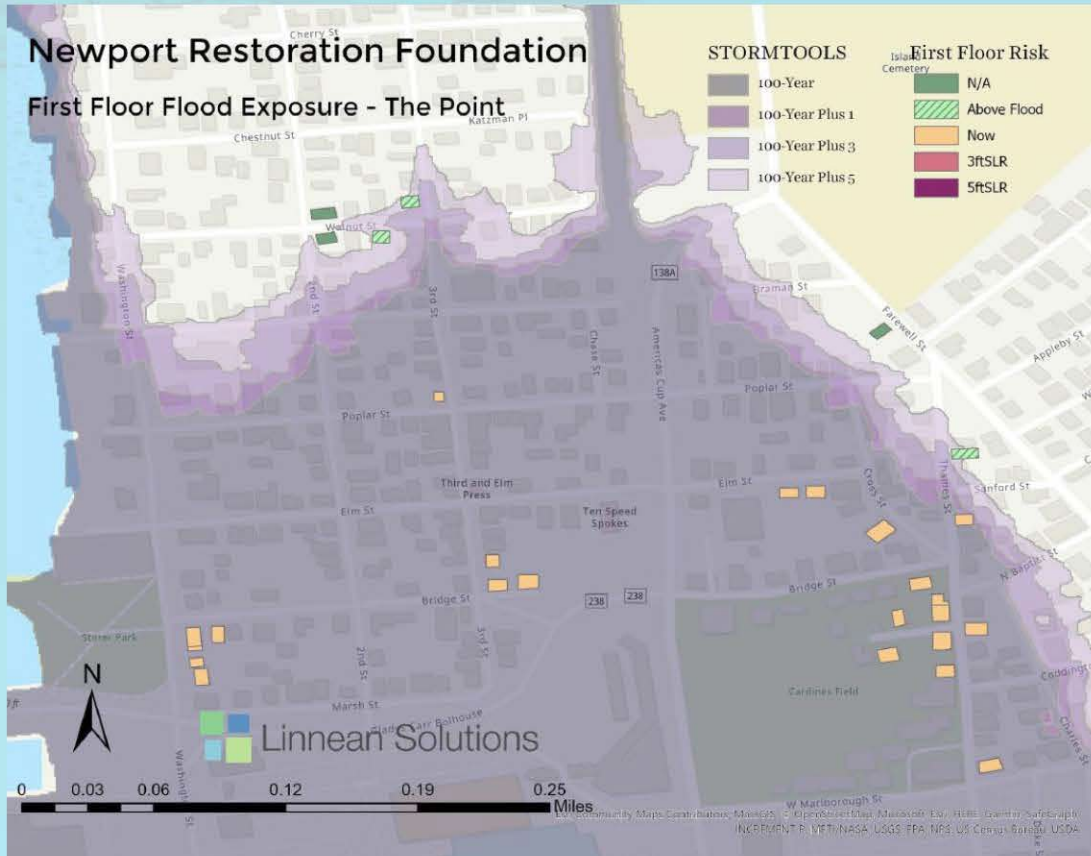 Newport Restoration Foundation
First Floor Flood Exposure - The Point
STORMTOOLS
100-Year
100-Year Plus 1
100-Year Plus 3
100-Year Plus 5
First Floor Risk
N/A
Above Flood
Now
3ftSLR
5ftSLR
Cemetery
Cherry St
Chestnut St
Katzman Pl
Walnut St
Washington St
2nd St
3rd St
138A
Braman St
Farewell St
Appleby St
Chase St
Americas Cup Ave
Poplar St
Poplar St
Third and Elm
Press
Elm St
Elm St
Ten Speed
Spokes
Cross St
Thames St
Sanford St
N Baptist St
Bridge St
Bridge St
238
238
Storer Park
2nd St
3rd St
Marsh St
Cardines Field
Charles St
Washington St
W Marlborough St
N
Linnean Solutions
0 0.03 0.06 0.12 0.19 0.25
Miles